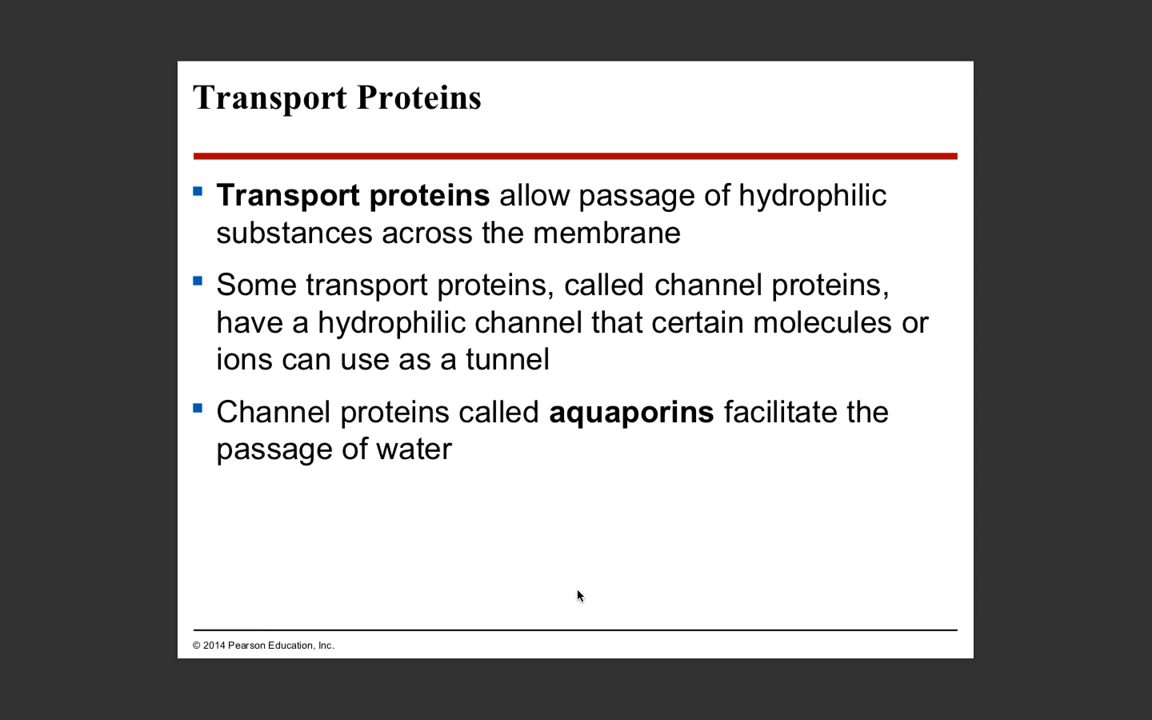 Transport Proteins
Transport proteins allow passage of hydrophilic
substances across the membrane
Some transport proteins, called channel proteins,
have a hydrophilic channel that certain molecules or
ions can use as a tunnel
Channel proteins called aquaporins facilitate the
passage of water
© 2014 Pearson Education, Inc.